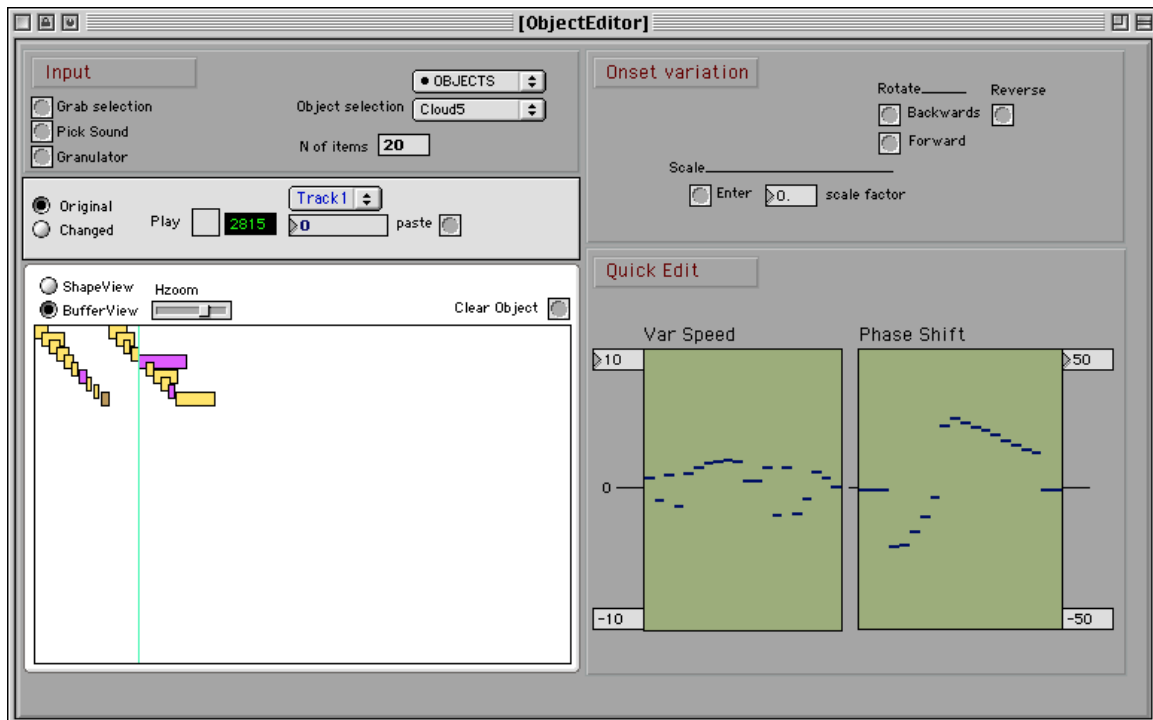 [ObjectEditor]
Input
● OBJECTS
Grab selection
Object selection Cloud5
Pick Sound
N of items 20
Granulator
Original
Changed
Play
2815
Track1
0
paste
ShapeView
BufferView
Hzoom
Clear Object
Onset variation
Rotate Reverse
Backwards
Forward
Scale
Enter 0. scale factor
Quick Edit
Var Speed
Phase Shift
10
50
0
-10
-50